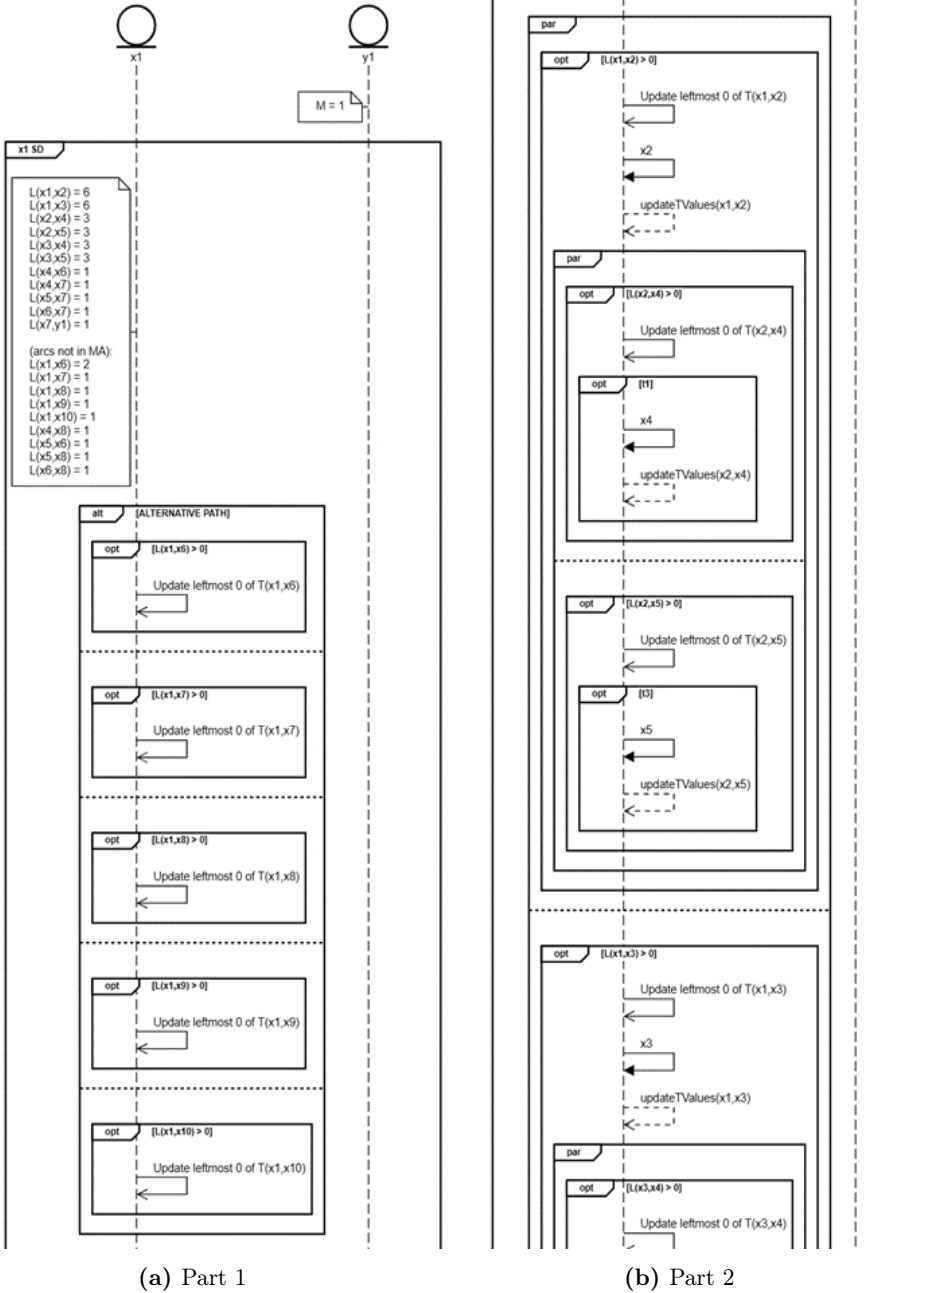 x1
y1
M = 1
x1 SD
L(x1,x2) = 6
L(x1,x3) = 6
L(x2,x4) = 3
L(x2,x5) = 3
L(x3,x4) = 3
L(x3,x5) = 3
L(x4,x6) = 1
L(x4,x7) = 1
L(x5,x7) = 1
L(x6,x7) = 1
L(x7,y1) = 1
(arcs not in MA):
L(x1,x6) = 2
L(x1,x7) = 1
L(x1,x8) = 1
L(x1,x9) = 1
L(x1,x10) = 1
L(x4,x8) = 1
L(x5,x6) = 1
L(x5,x8) = 1
L(x6,x8) = 1
alt [ALTERNATIVE PATH]
opt [L(x1,x6) > 0]
Update leftmost 0 of T(x1,x6)
opt [L(x1,x7) > 0]
Update leftmost 0 of T(x1,x7)
opt [L(x1,x8) > 0]
Update leftmost 0 of T(x1,x8)
opt [L(x1,x9) > 0]
Update leftmost 0 of T(x1,x9)
opt [L(x1,x10) > 0]
Update leftmost 0 of T(x1,x10)
(a) Part 1
par
opt [L(x1,x2) > 0]
Update leftmost 0 of T(x1,x2)
x2
updateTValues(x1,x2)
par
opt [L(x2,x4) > 0]
Update leftmost 0 of T(x2,x4)
opt [t1]
x4
updateTValues(x2,x4)
opt [L(x2,x5) > 0]
Update leftmost 0 of T(x2,x5)
opt [t3]
x5
updateTValues(x2,x5)
opt [L(x1,x3) > 0]
Update leftmost 0 of T(x1,x3)
x3
updateTValues(x1,x3)
par
opt [L(x3,x4) > 0]
Update leftmost 0 of T(x3,x4)
(b) Part 2